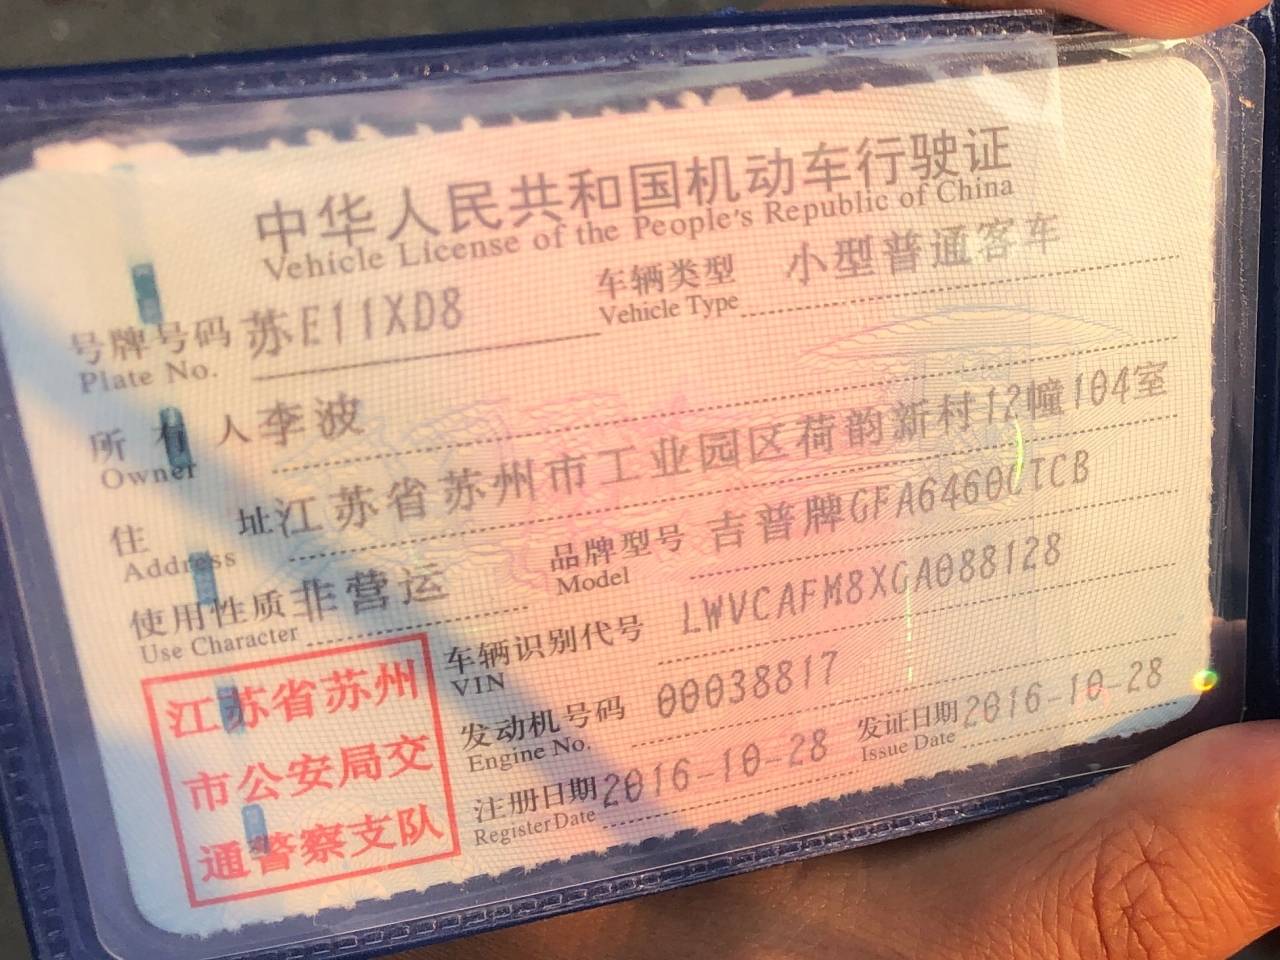 中华人民共和国机动车行驶证
Vehicle License of the People's Republic of China
号牌号码 苏E11XD8 车辆类型 小型普通客车
Plate No. Vehicle Type
所有人 李波
Owner
住址 江苏省苏州市工业园区荷韵新村12幢104室
Address
使用性质 非营运 品牌型号 吉普牌GFA6460CTCB
Use Character Model
车辆识别代号 LWVCAFM8XGA088128
VIN
发动机号码 00038817
Engine No.
注册日期 2016-10-28 发证日期 2016-10-28
Register Date Issue Date
江苏省苏州
市公安局交
通警察支队